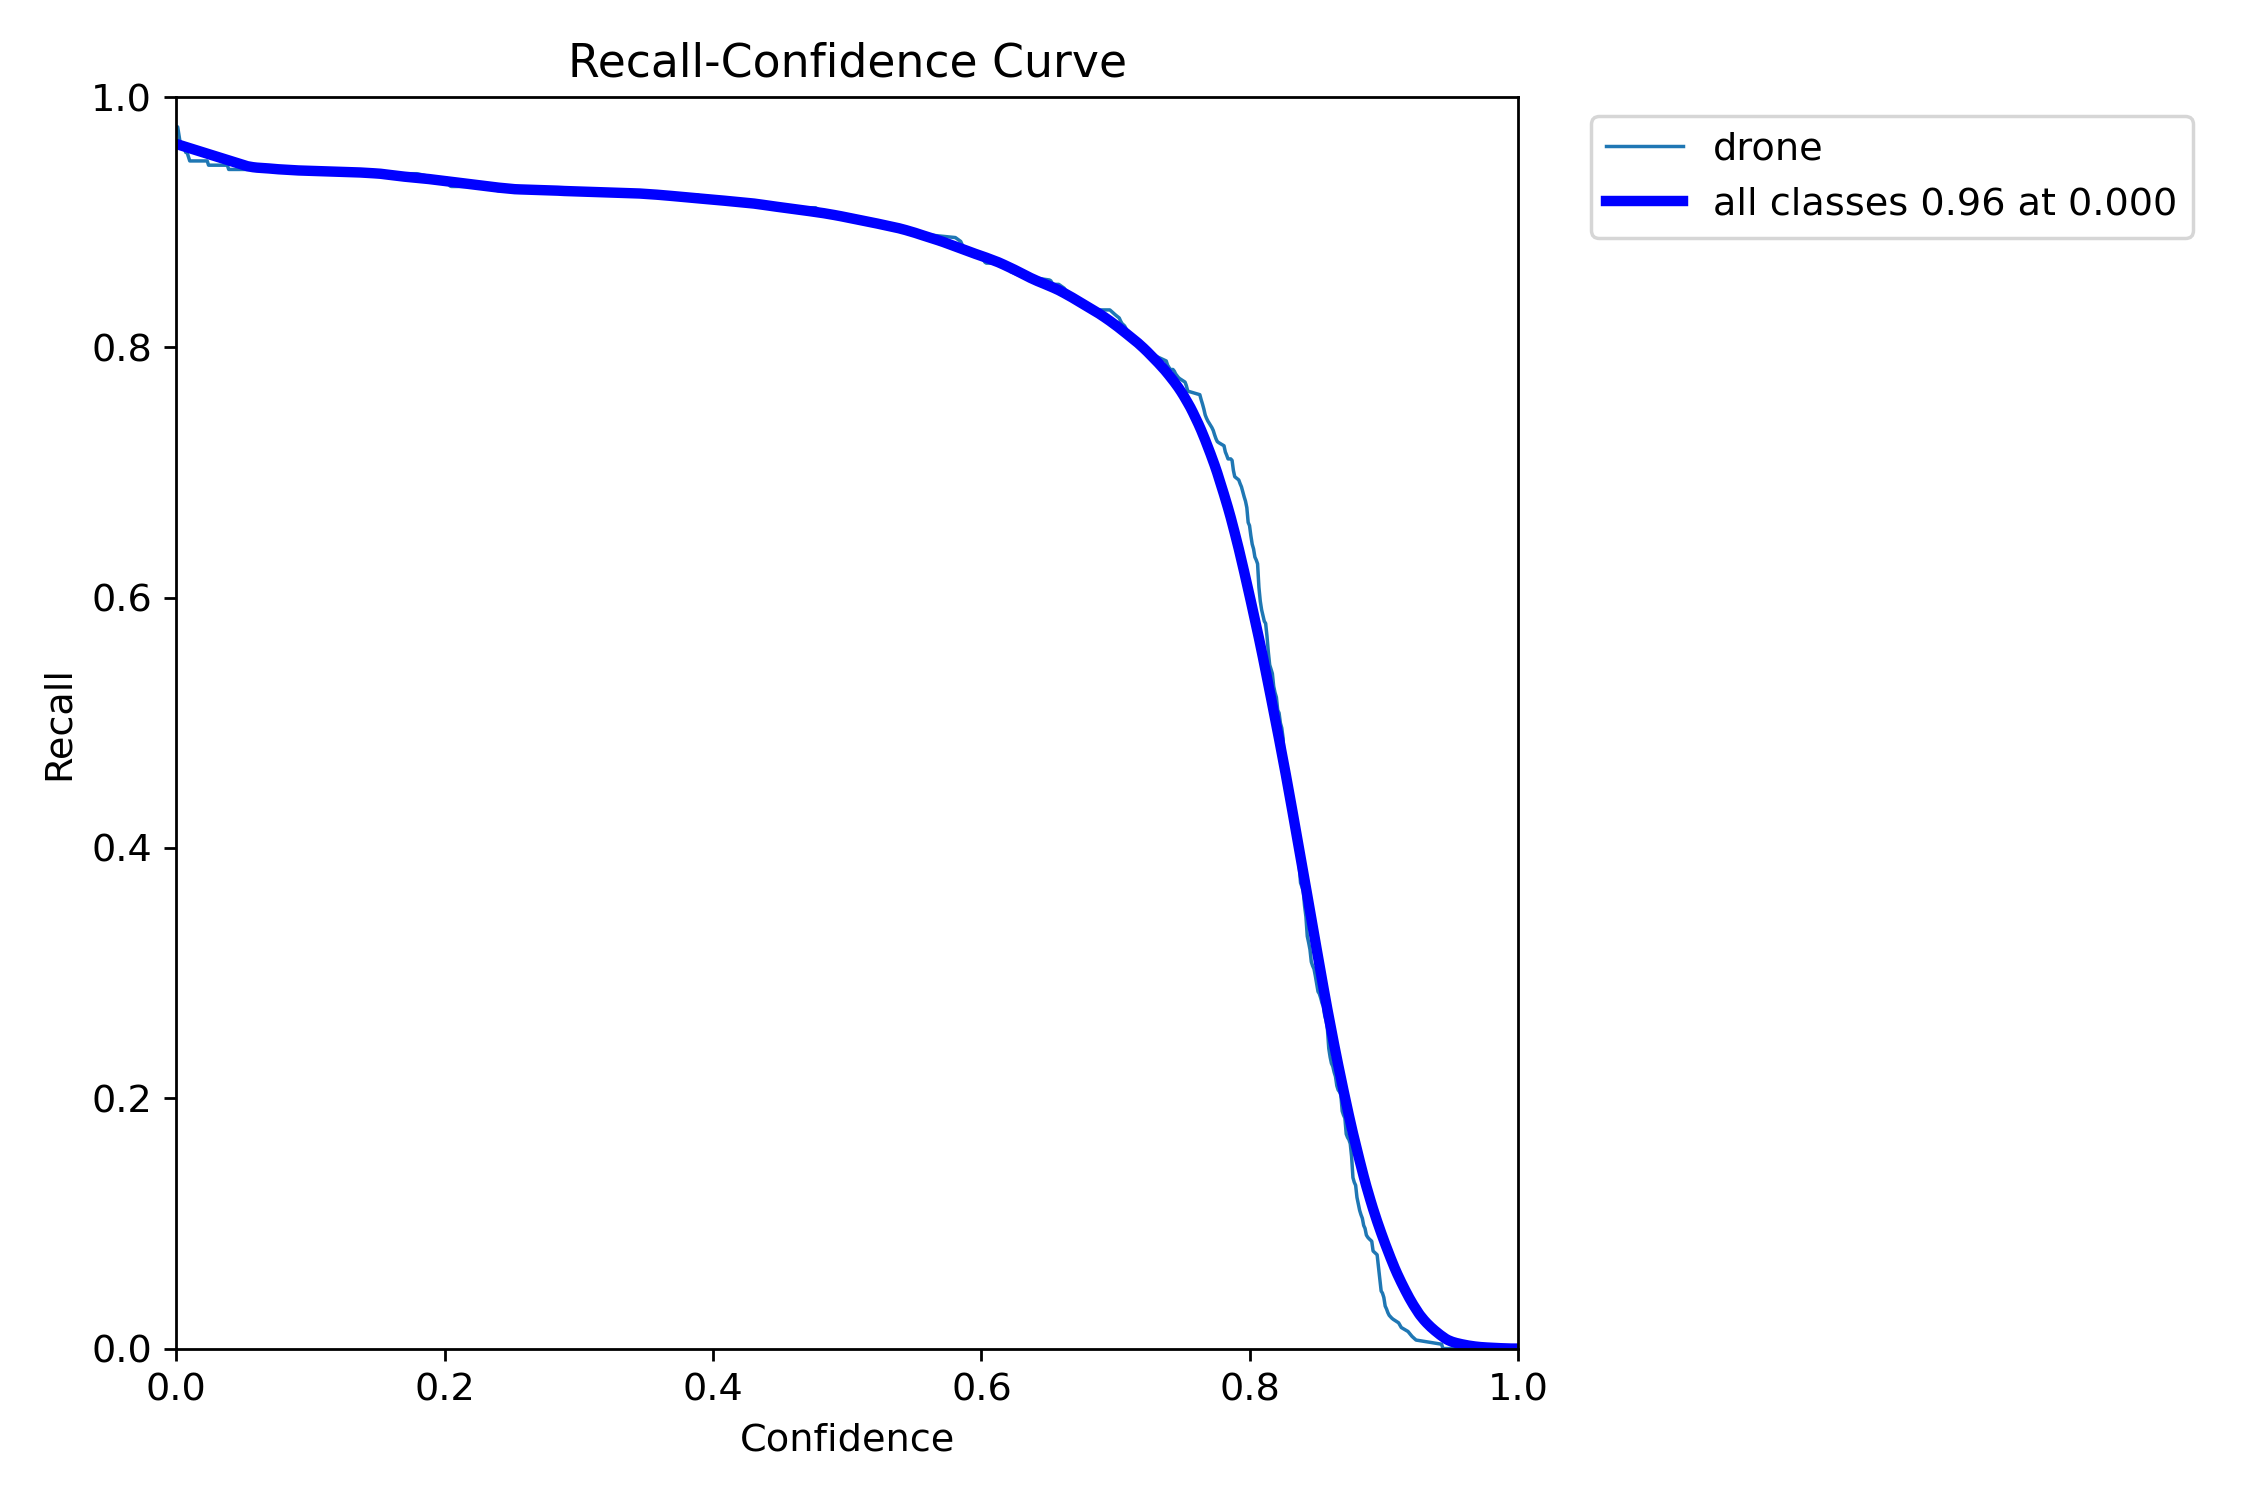 Recall-Confidence Curve
1.0
0.8
0.6
0.4
0.2
0.0
Recall
0.0 0.2 0.4 0.6 0.8 1.0
Confidence
drone
all classes 0.96 at 0.000